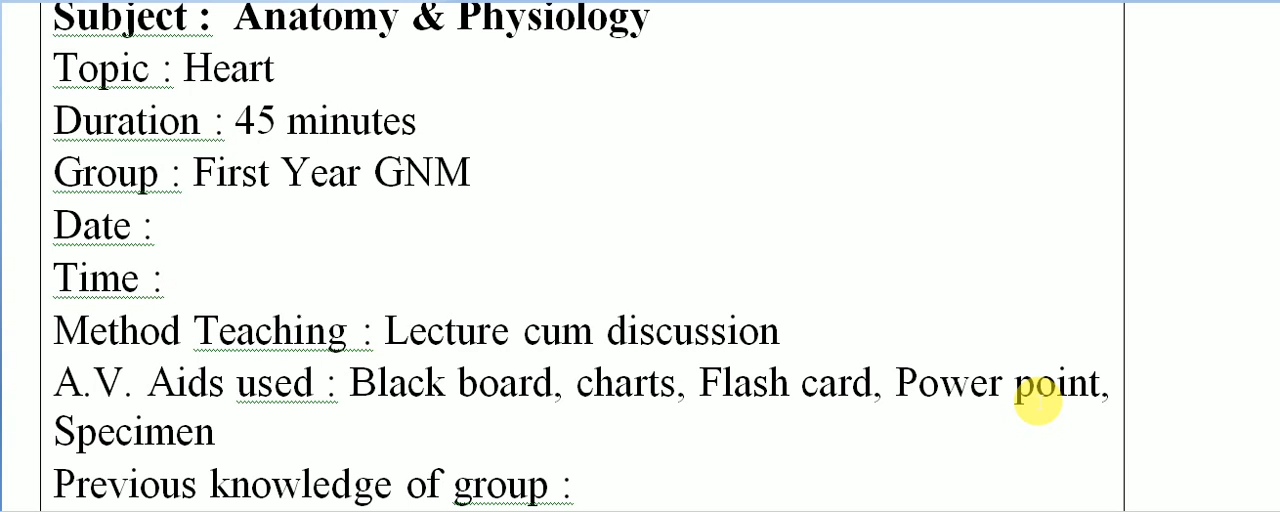 Subject :  Anatomy & Physiology
Topic : Heart
Duration : 45 minutes
Group : First Year GNM
Date :
Time :
Method Teaching : Lecture cum discussion
A.V. Aids used : Black board, charts, Flash card, Power point,
Specimen
Previous knowledge of group :